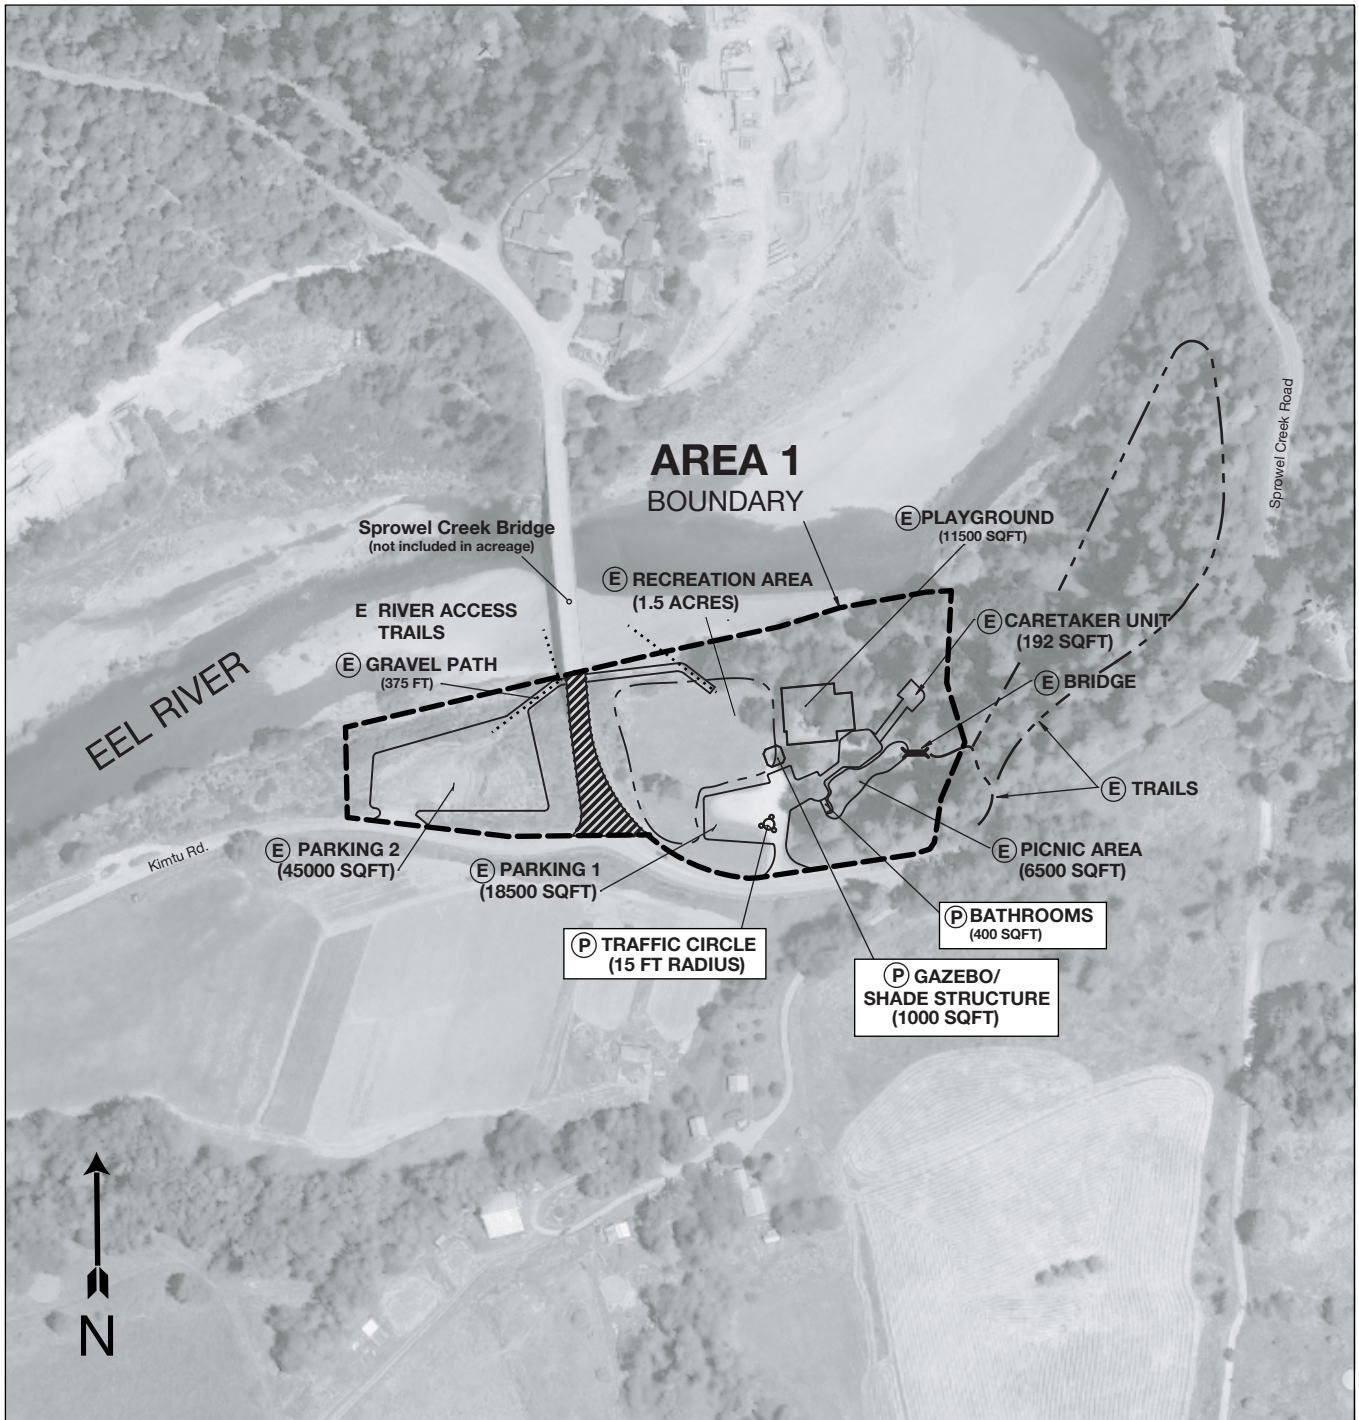 AREA 1
BOUNDARY
Sprowel Creek Road
Ⓔ PLAYGROUND
(11500 SQFT)
Sprowel Creek Bridge
(not included in acreage)
Ⓔ RECREATION AREA
(1.5 ACRES)
E RIVER ACCESS
TRAILS
Ⓔ CARETAKER UNIT
(192 SQFT)
Ⓔ GRAVEL PATH
(375 FT)
Ⓔ BRIDGE
EEL RIVER
Ⓔ TRAILS
Kimtu Rd.
Ⓔ PARKING 2
(45000 SQFT)
Ⓔ PARKING 1
(18500 SQFT)
Ⓔ PICNIC AREA
(6500 SQFT)
Ⓟ BATHROOMS
(400 SQFT)
Ⓟ TRAFFIC CIRCLE
(15 FT RADIUS)
Ⓟ GAZEBO/
SHADE STRUCTURE
(1000 SQFT)
N